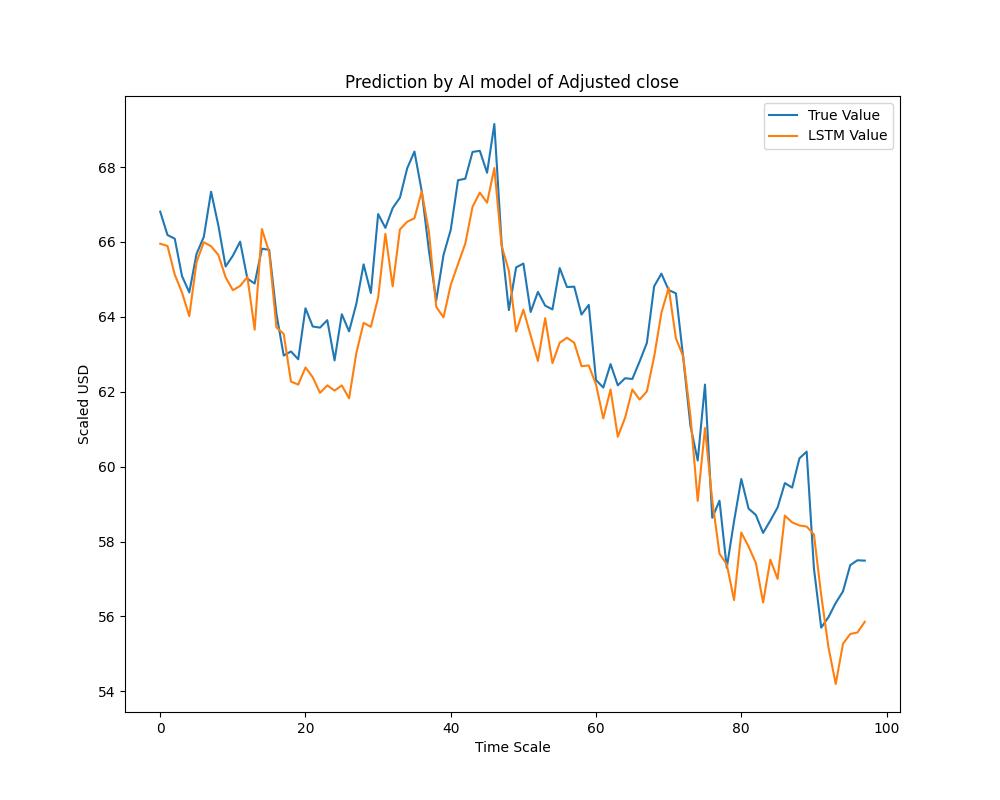 Prediction by AI model of Adjusted close
True Value
LSTM Value
Scaled USD
68
66
64
62
60
58
56
54
0 20 40 60 80 100
Time Scale